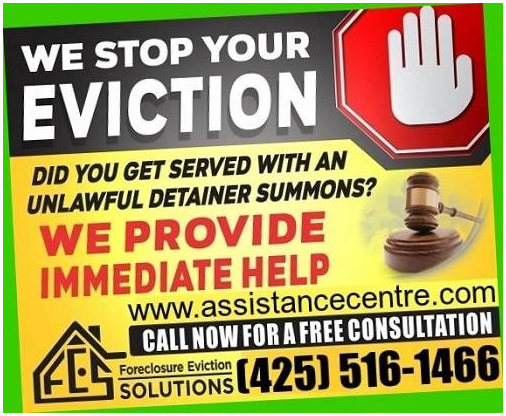 WE STOP YOUR
EVICTION
DID YOU GET SERVED WITH AN
UNLAWFUL DETAINER SUMMONS?
WE PROVIDE
IMMEDIATE HELP
www.assistancecentre.com
CALL NOW FOR A FREE CONSULTATION
FES
Foreclosure Eviction
SOLUTIONS
(425) 516-1466